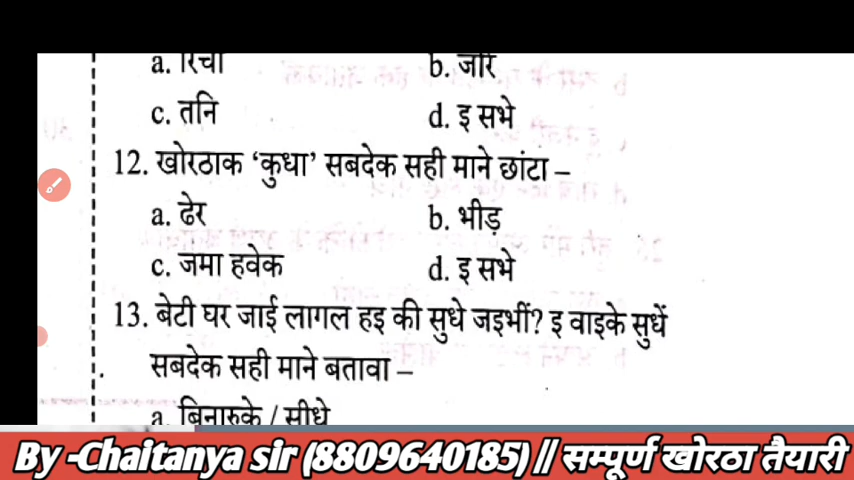 a. रिचा b. जोर
c. तनि d. इ सभे
12. खोरठाक ‘कुधा’ सबदेक सही माने छांटा –
a. ढेर b. भीड़
c. जमा हवेक d. इ सभे
13. बेटी घर जाई लागल हइ की सुधे जइभीं? इ वाइके सुधें
सबदेक सही माने बतावा –
a. बिनारुके / सीधे
By -Chaitanya sir (8809640185) || सम्पूर्ण खोरठा तैयारी